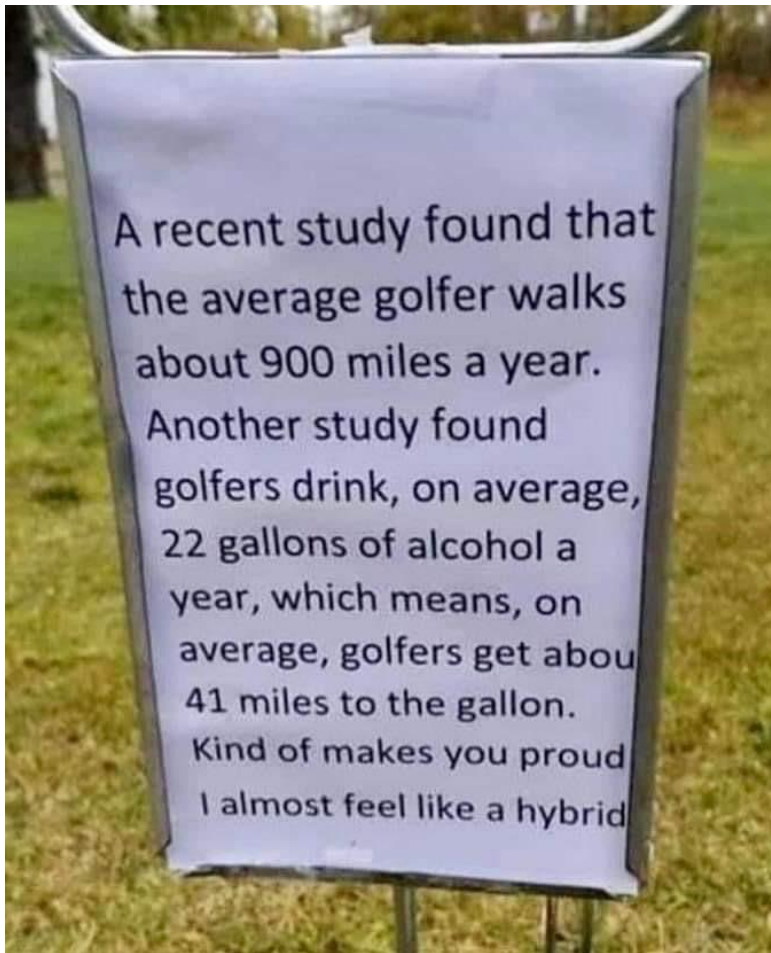 A recent study found that
the average golfer walks
about 900 miles a year.
Another study found
golfers drink, on average,
22 gallons of alcohol a
year, which means, on
average, golfers get abou
41 miles to the gallon.
Kind of makes you proud
I almost feel like a hybrid